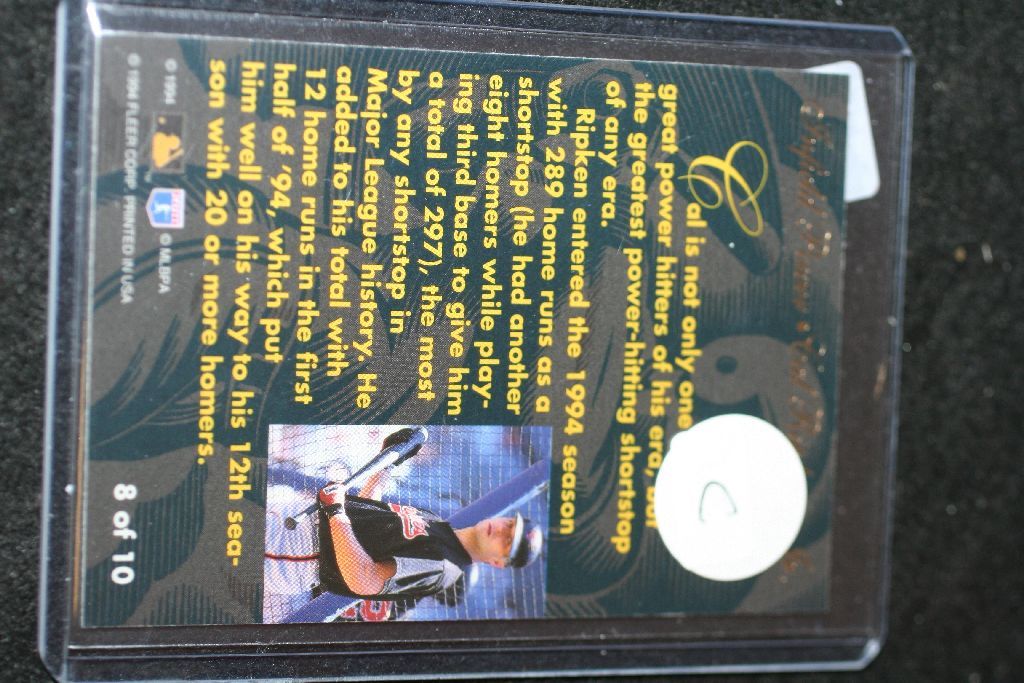 C
al is not only one
great power hitters of his era, but
the greatest power-hitting shortstop
of any era.
Ripken entered the 1994 season
with 289 home runs as a
shortstop (he had another
eight homers while play-
ing third base to give him
a total of 297), the most
by any shortstop in
Major League history. He
added to his total with
12 home runs in the first
half of '94, which put
him well on his way to his 12th sea-
son with 20 or more homers.
© 1994
© MLBPA
© 1994 FLEER CORP. PRINTED IN USA
8 of 10
C